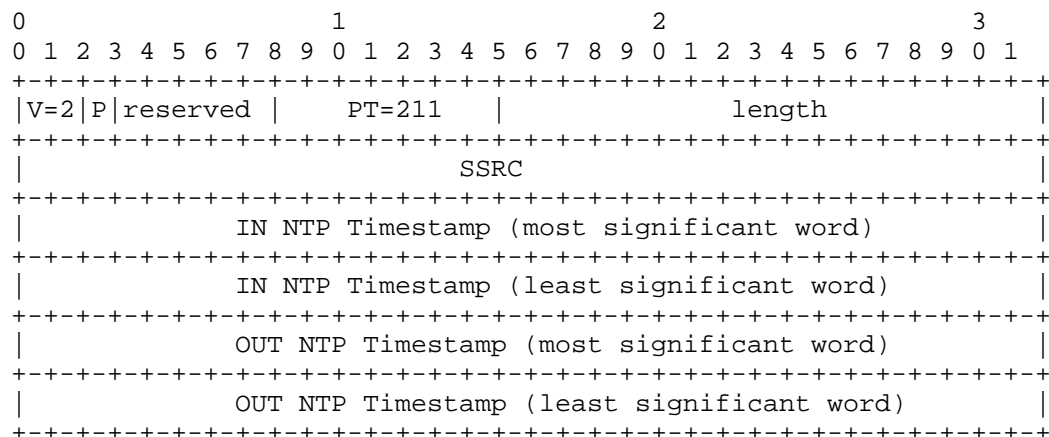 0                   1                   2                   3
0 1 2 3 4 5 6 7 8 9 0 1 2 3 4 5 6 7 8 9 0 1 2 3 4 5 6 7 8 9 0 1
+-+-+-+-+-+-+-+-+-+-+-+-+-+-+-+-+-+-+-+-+-+-+-+-+-+-+-+-+-+-+-+-+
|V=2|P|reserved |    PT=211   |              length             |
+-+-+-+-+-+-+-+-+-+-+-+-+-+-+-+-+-+-+-+-+-+-+-+-+-+-+-+-+-+-+-+-+
|                           SSRC                                |
+-+-+-+-+-+-+-+-+-+-+-+-+-+-+-+-+-+-+-+-+-+-+-+-+-+-+-+-+-+-+-+-+
|             IN NTP Timestamp (most significant word)          |
+-+-+-+-+-+-+-+-+-+-+-+-+-+-+-+-+-+-+-+-+-+-+-+-+-+-+-+-+-+-+-+-+
|             IN NTP Timestamp (least significant word)         |
+-+-+-+-+-+-+-+-+-+-+-+-+-+-+-+-+-+-+-+-+-+-+-+-+-+-+-+-+-+-+-+-+
|             OUT NTP Timestamp (most significant word)         |
+-+-+-+-+-+-+-+-+-+-+-+-+-+-+-+-+-+-+-+-+-+-+-+-+-+-+-+-+-+-+-+-+
|             OUT NTP Timestamp (least significant word)        |
+-+-+-+-+-+-+-+-+-+-+-+-+-+-+-+-+-+-+-+-+-+-+-+-+-+-+-+-+-+-+-+-+